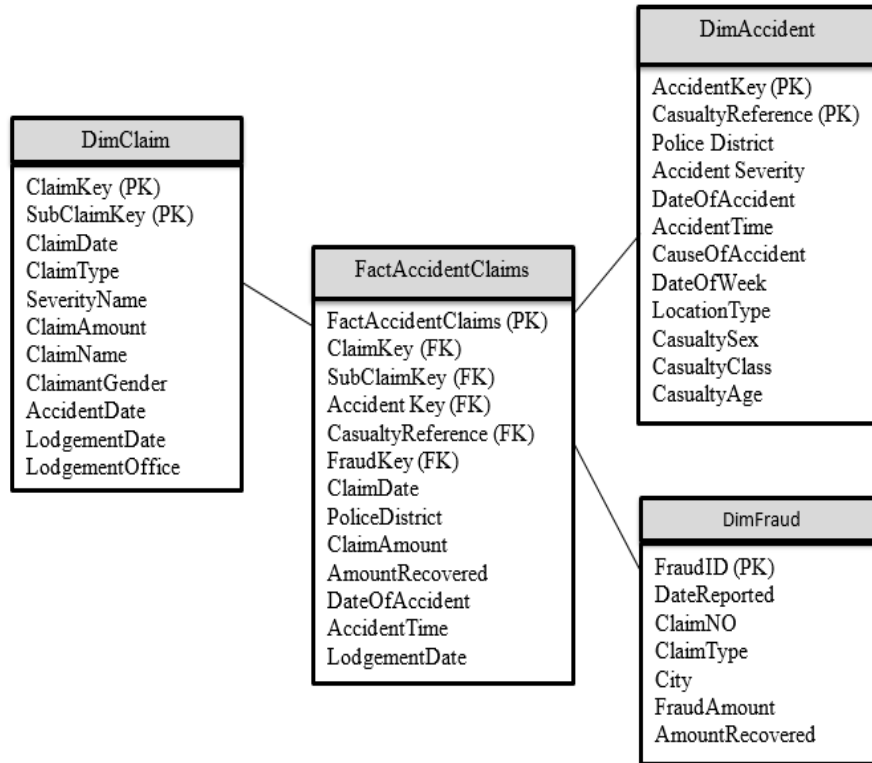 DimClaim
ClaimKey (PK)
SubClaimKey (PK)
ClaimDate
ClaimType
SeverityName
ClaimAmount
ClaimName
ClaimantGender
AccidentDate
LodgementDate
LodgementOffice
FactAccidentClaims
FactAccidentClaims (PK)
ClaimKey (FK)
SubClaimKey (FK)
Accident Key (FK)
CasualtyReference (FK)
FraudKey (FK)
ClaimDate
PoliceDistrict
ClaimAmount
AmountRecovered
DateOfAccident
AccidentTime
LodgementDate
DimAccident
AccidentKey (PK)
CasualtyReference (PK)
Police District
Accident Severity
DateOfAccident
AccidentTime
CauseOfAccident
DateOfWeek
LocationType
CasualtySex
CasualtyClass
CasualtyAge
DimFraud
FraudID (PK)
DateReported
ClaimNO
ClaimType
City
FraudAmount
AmountRecovered